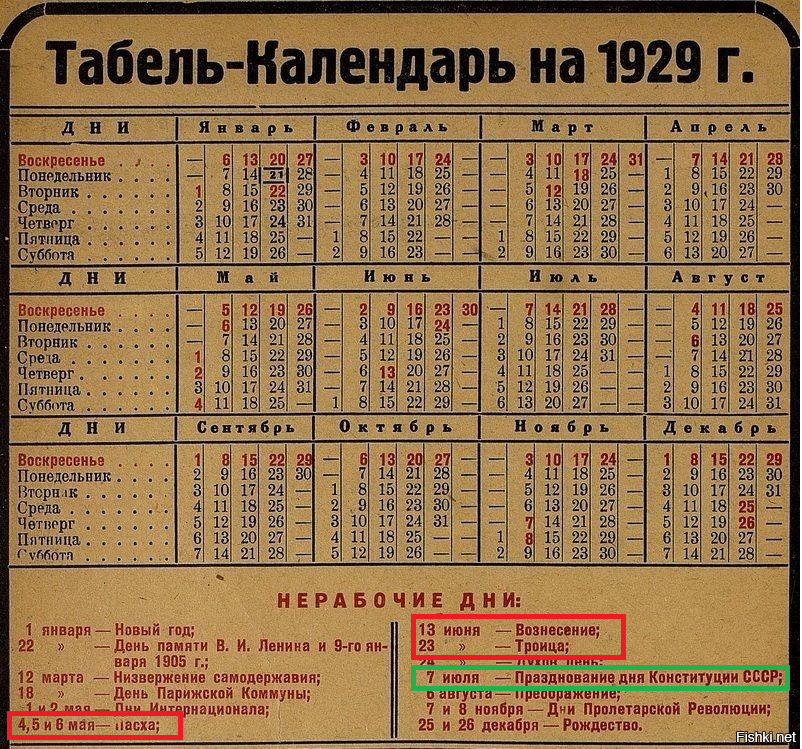 Табель-Календарь на 1929 г.
ДНИ Январь Февраль Март Апрель
Воскресенье — 6 13 20 27 — 3 10 17 24 — — 3 10 17 24 31 — 7 14 21 28
Понедельник — 7 14 21 28 — 4 11 18 25 — — 4 11 18 25 — 1 8 15 22 29
Вторник 1 8 15 22 29 — 5 12 19 26 — — 5 12 19 26 — 2 9 16 23 30
Среда 2 9 16 23 30 — 6 13 20 27 — — 6 13 20 27 — 3 10 17 24 —
Четверг 3 10 17 24 31 — 7 14 21 28 — — 7 14 21 28 — 4 11 18 25 —
Пятница 4 11 18 25 — 1 8 15 22 — — 1 8 15 22 29 — 5 12 19 26 —
Суббота 5 12 19 26 — 2 9 16 23 — — 2 9 16 23 30 — 6 13 20 27 —
ДНИ Май Июнь Июль Август
Воскресенье — 5 12 19 26 — 2 9 16 23 30 — 7 14 21 28 — 4 11 18 25
Понедельник — 6 13 20 27 — 3 10 17 24 — 1 8 15 22 29 — 5 12 19 26
Вторник — 7 14 21 28 — 4 11 18 25 — 2 9 16 23 30 — 6 13 20 27
Среда 1 8 15 22 29 — 5 12 19 26 — 3 10 17 24 31 — 7 14 21 28
Четверг 2 9 16 23 30 — 6 13 20 27 — 4 11 18 25 — 1 8 15 22 29
Пятница 3 10 17 24 31 — 7 14 21 28 — 5 12 19 26 — 2 9 16 23 30
Суббота 4 11 18 25 — 1 8 15 22 29 — 6 13 20 27 — 3 10 17 24 31
ДНИ Сентябрь Октябрь Ноябрь Декабрь
Воскресенье 1 8 15 22 29 — 6 13 20 27 — 3 10 17 24 — 1 8 15 22 29
Понедельник 2 9 16 23 30 — 7 14 21 28 — 4 11 18 25 — 2 9 16 23 30
Вторник 3 10 17 24 — 1 8 15 22 29 — 5 12 19 26 — 3 10 17 24 31
Среда 4 11 18 25 — 2 9 16 23 30 — 6 13 20 27 — 4 11 18 25 —
Четверг 5 12 19 26 — 3 10 17 24 31 — 7 14 21 28 — 5 12 19 26 —
Пятница 6 13 20 27 — 4 11 18 25 — 1 8 15 22 29 — 6 13 20 27 —
Суббота 7 14 21 28 — 5 12 19 26 — 2 9 16 23 30 — 7 14 21 28 —
НЕРАБОЧИЕ ДНИ:
1 января — Новый год;
22 » — День памяти В. И. Ленина и 9-го ян-
варя 1905 г.;
12 марта — Низвержение самодержавия;
18 » — День Парижской Коммуны;
1 и 2 мая — Дни Интернационала;
4, 5 и 6 мая — Пасха;
13 июня — Вознесение;
23 » — Троица;
24 » — Духов день;
7 июля — Празднование дня Конституции СССР;
6 августа — Преображение;
7 и 8 ноября — Дни Пролетарской Революции;
25 и 26 декабря — Рождество.
Fishki.net